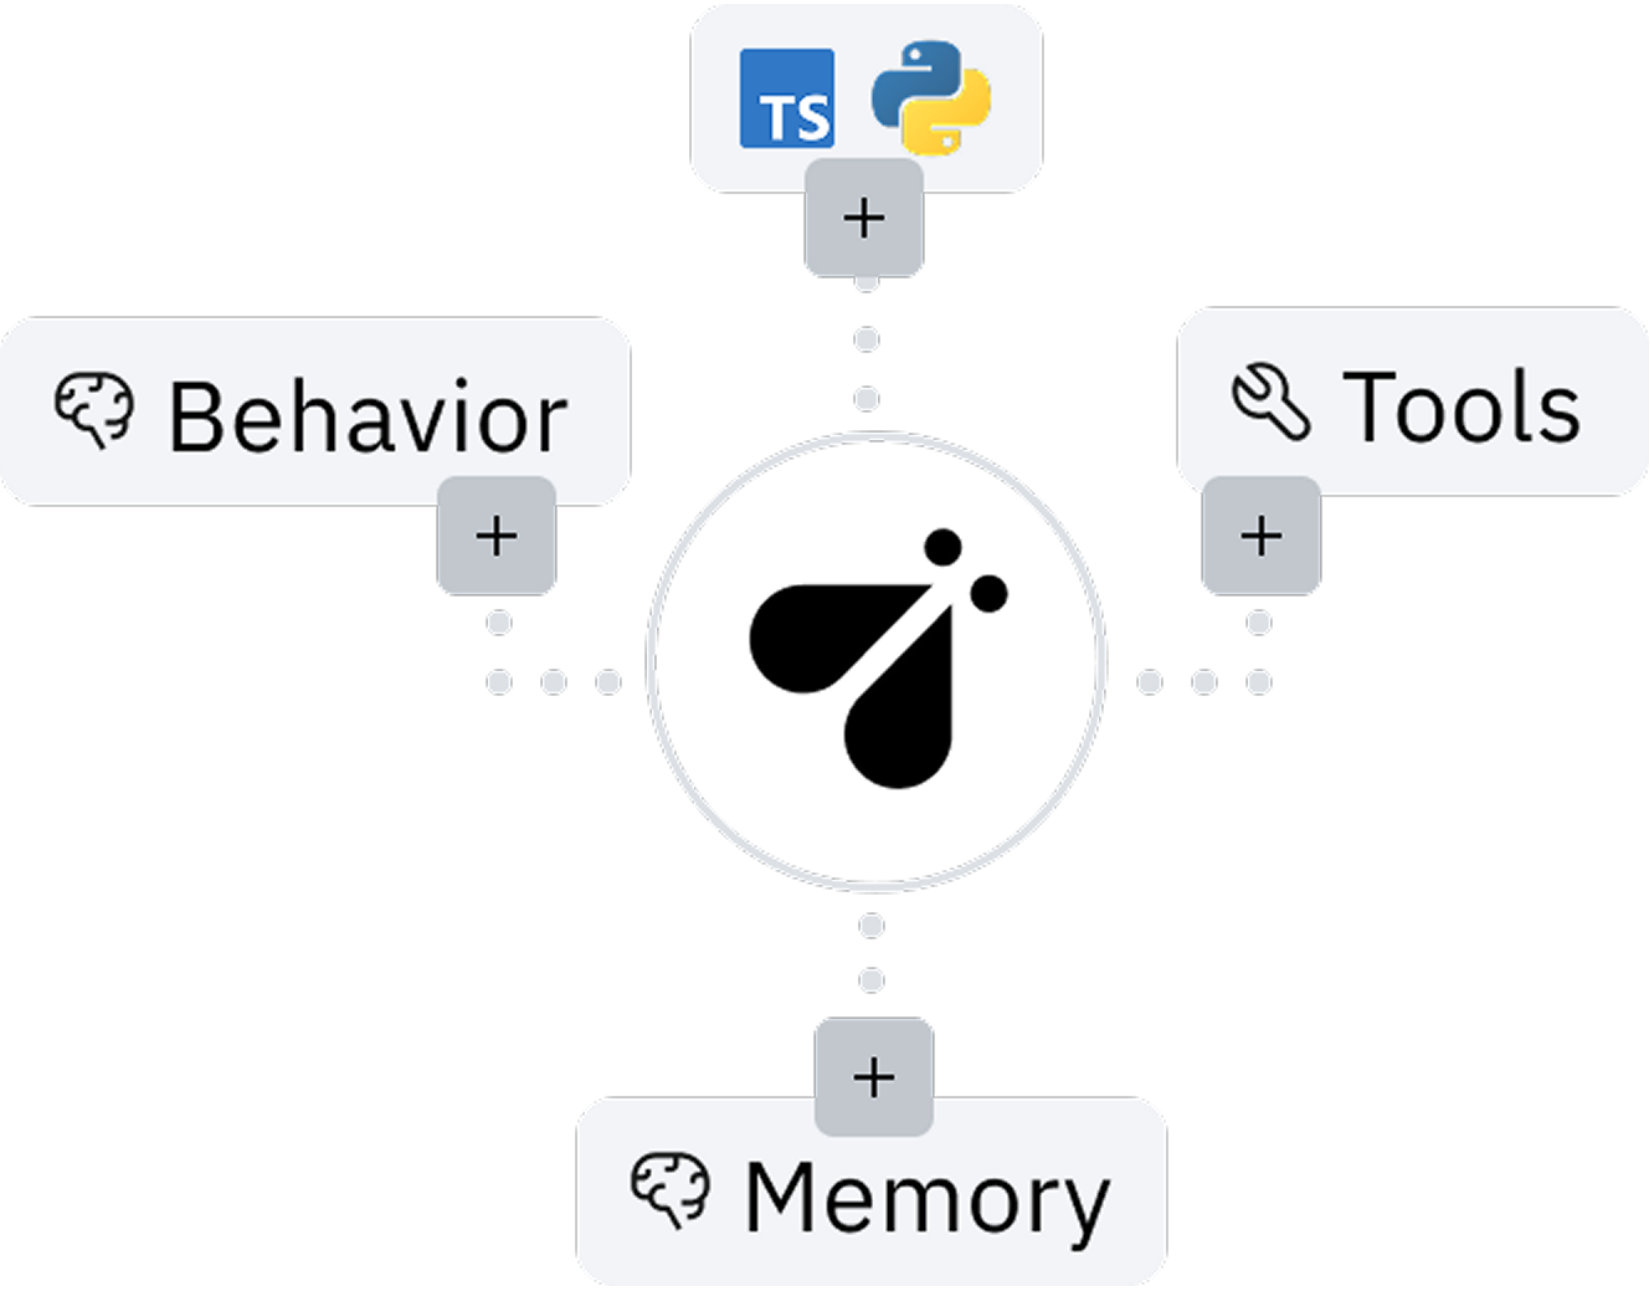 TS
+
Behavior
Tools
+
+
+
Memory